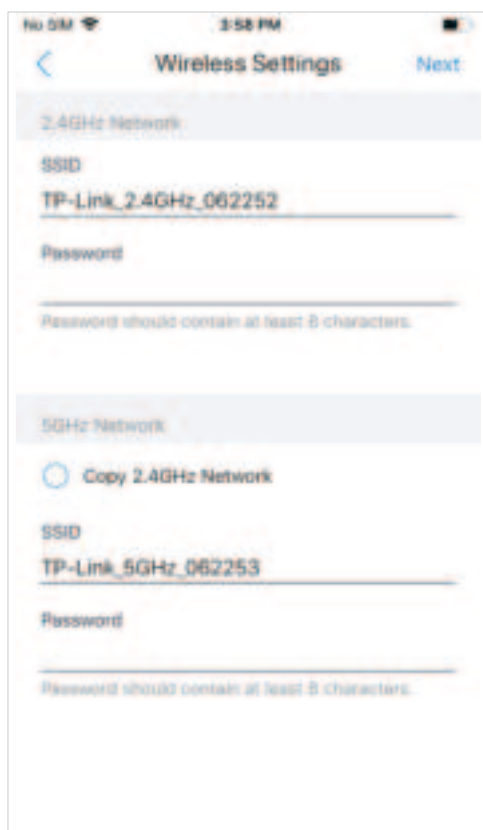 No SIM 3:58 PM
Wireless Settings Next
2.4GHz Network
SSID
TP-Link_2.4GHz_062252
Password
Password should contain at least 8 characters.
5GHz Network
Copy 2.4GHz Network
SSID
TP-Link_5GHz_062253
Password
Password should contain at least 8 characters.